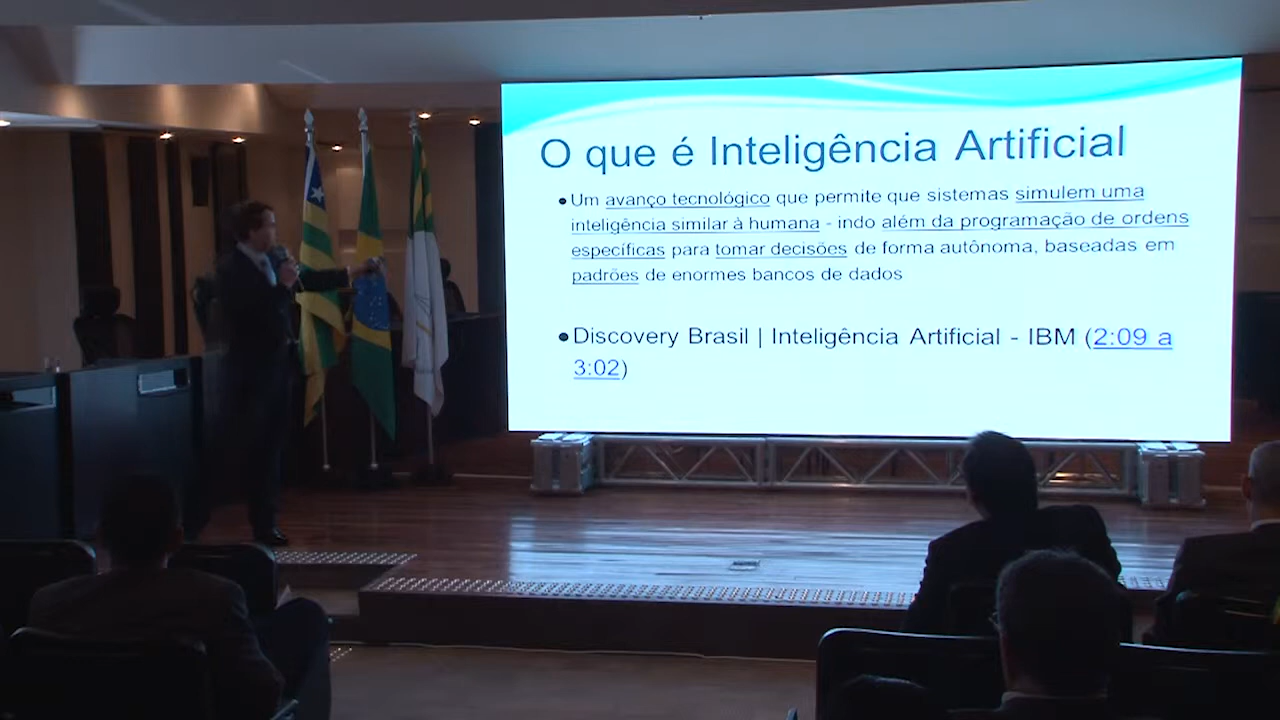 O que é Inteligência Artificial
•Um avanço tecnológico que permite que sistemas simulem uma
inteligência similar à humana - indo além da programação de ordens
específicas para tomar decisões de forma autônoma, baseadas em
padrões de enormes bancos de dados
•Discovery Brasil | Inteligência Artificial - IBM (2:09 a
3:02)